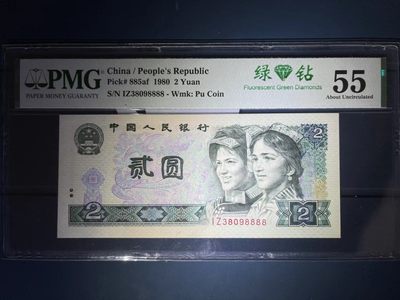 PMG
PAPER MONEY GUARANTY
China / People's Republic
Pick# 885af 1980 2 Yuan
S/N IZ38098888 - Wmk: Pu Coin
绿 钻
Fluorescent Green Diamonds
55
About Uncirculated
中国人民银行
贰圆
2
2
2
IZ38098888